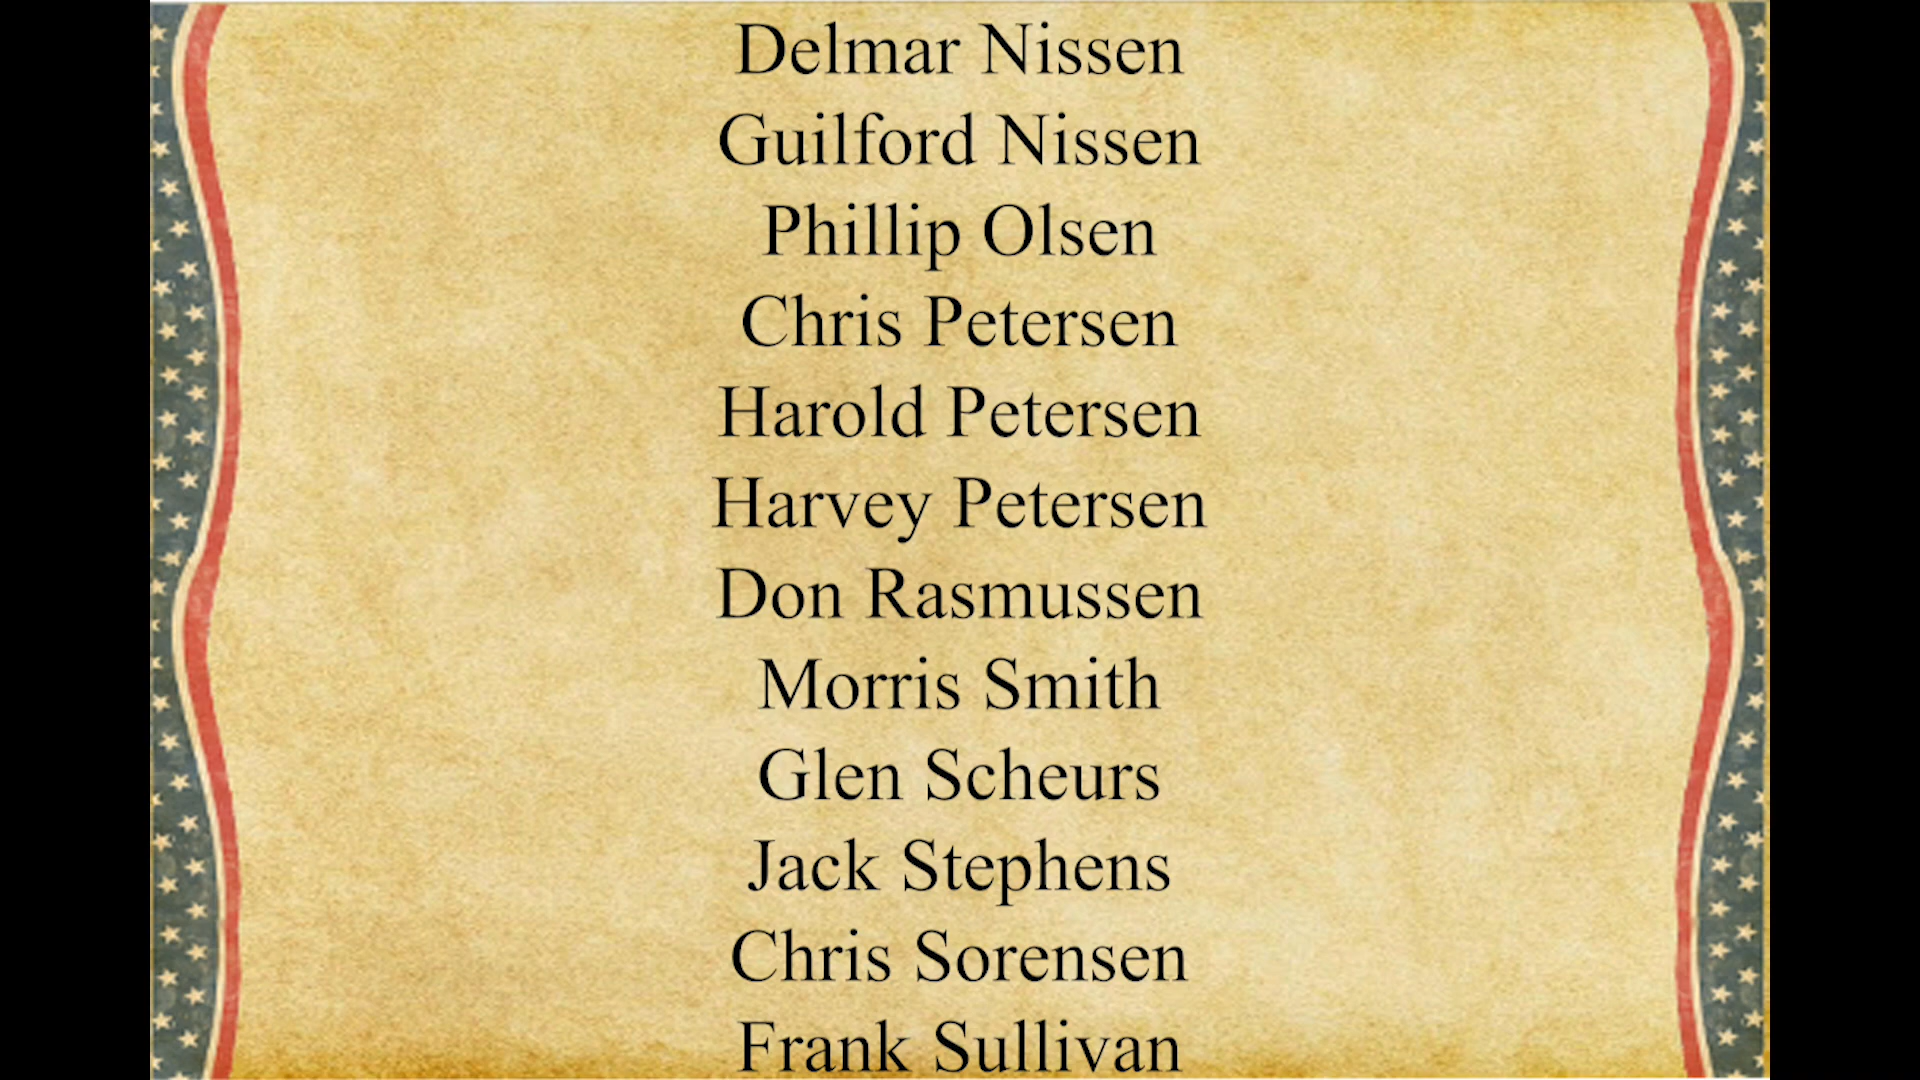 Delmar Nissen
Guilford Nissen
Phillip Olsen
Chris Petersen
Harold Petersen
Harvey Petersen
Don Rasmussen
Morris Smith
Glen Scheurs
Jack Stephens
Chris Sorensen
Frank Sullivan